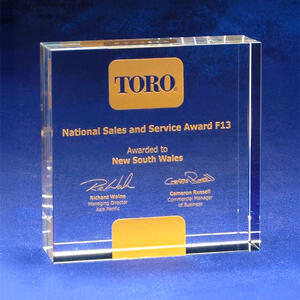 TORO
National Sales and Service Award F13
Awarded to
New South Wales
Richard Walne
Managing Director
Asia Pacific
Cameron Russell
Commercial Manager
of Business